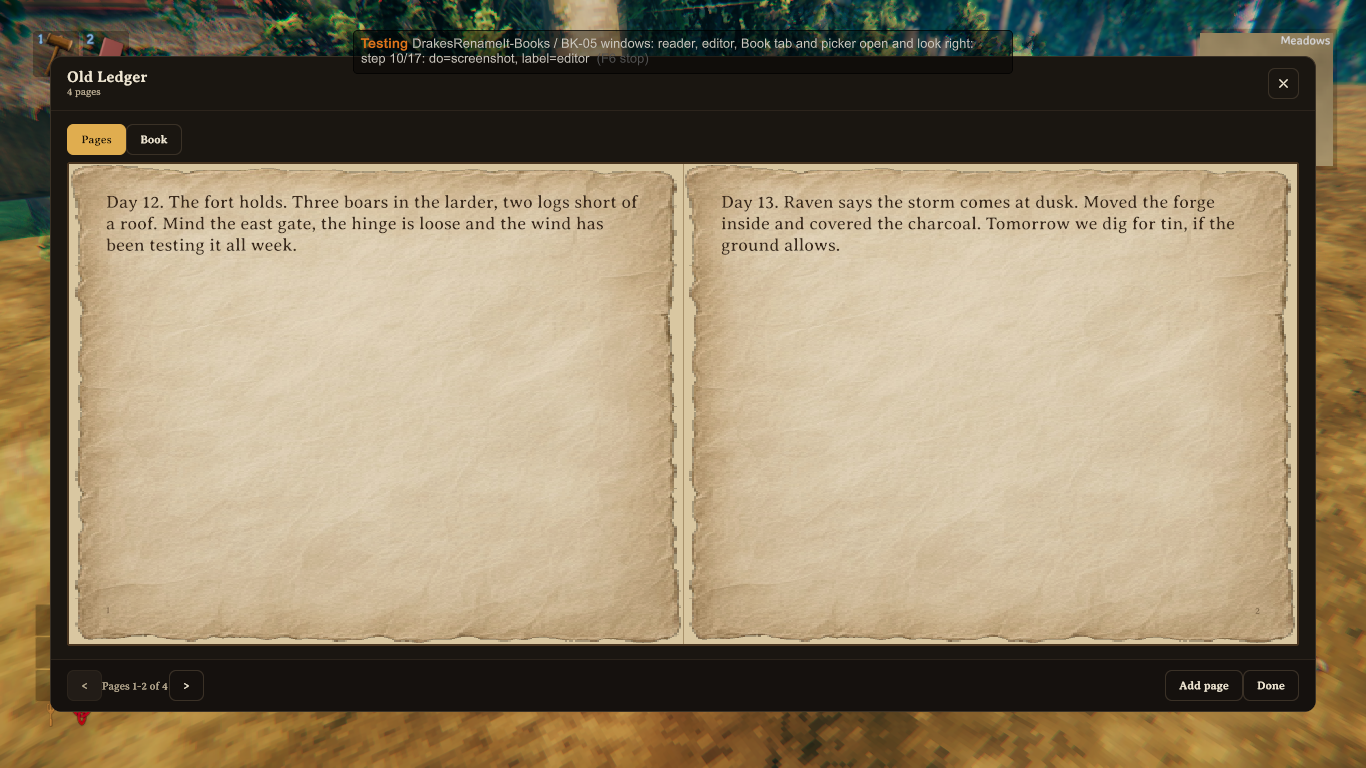 1
2
Testing DrakesRenameIt-Books / BK-05 windows: reader, editor, Book tab and picker open and look right:
step 10/17: do=screenshot, label=editor (F6 stop)
Meadows
Old Ledger
4 pages
×
Pages
Book
Day 12. The fort holds. Three boars in the larder, two logs short of
a roof. Mind the east gate, the hinge is loose and the wind has
been testing it all week.
1
Day 13. Raven says the storm comes at dusk. Moved the forge
inside and covered the charcoal. Tomorrow we dig for tin, if the
ground allows.
2
<
Pages 1-2 of 4
>
Add page
Done